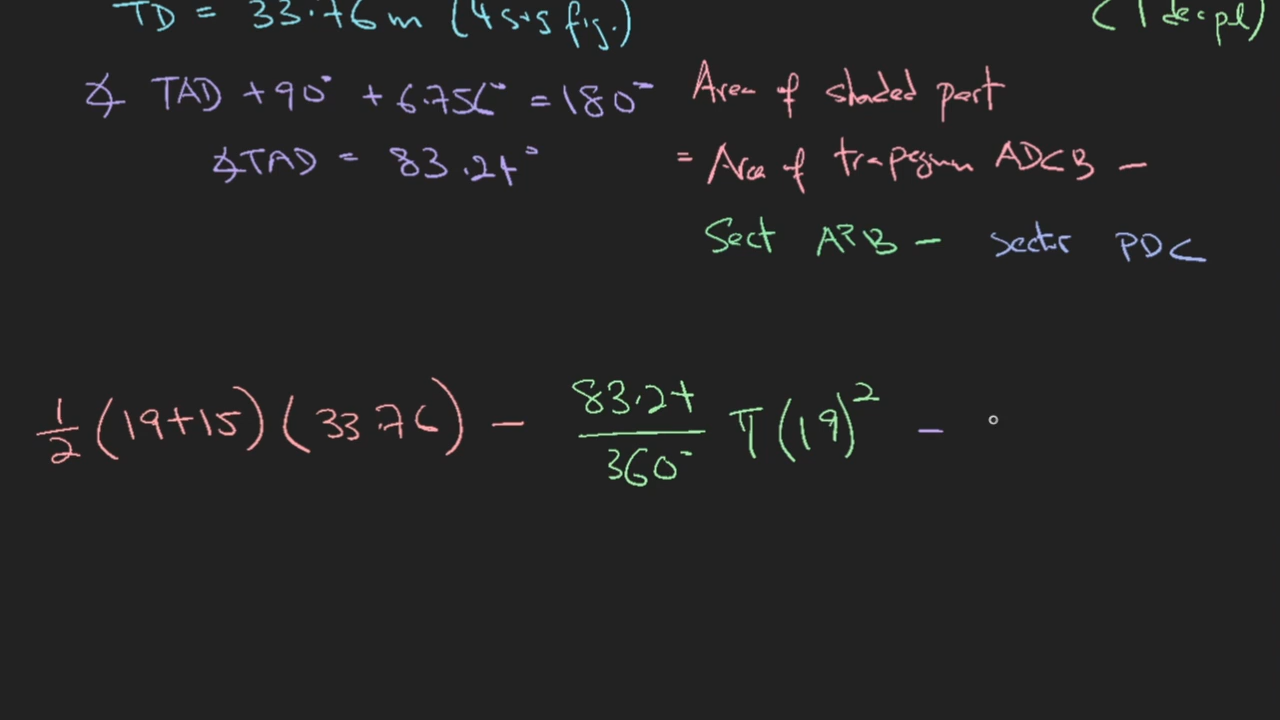 TD = 33.76 m (4 sig fig.)
(1 dec pl)
∡ TAD + 90° + 6.756° = 180°
∡TAD = 83.24°
Area of shaded part
= Area of trapezium ADCB −
Sect APB − sector PDC
1/2 (19+15)(33.76) − 83.24/360° π(19)² −